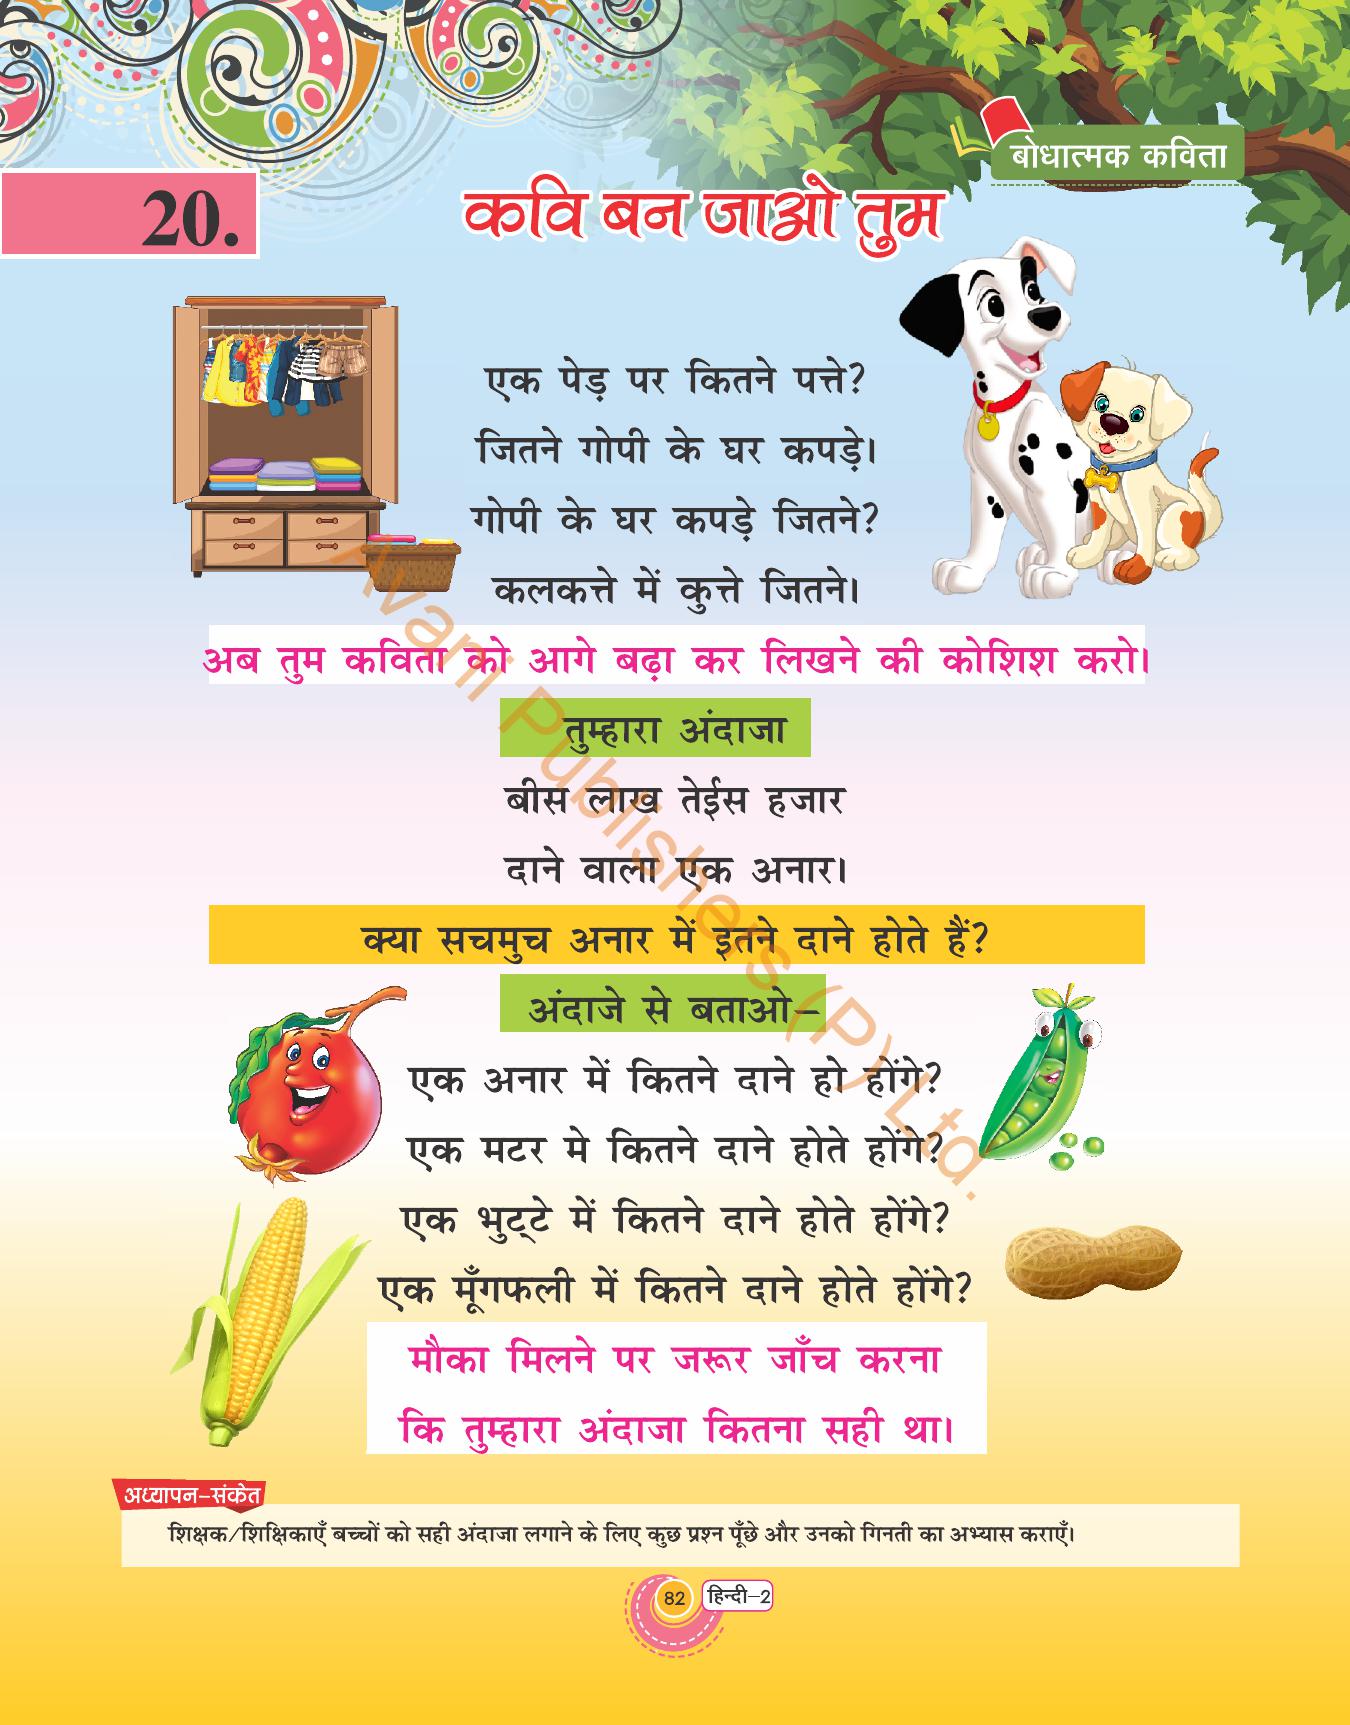 बोधात्मक कविता
20.
कवि बन जाओ तुम
एक पेड़ पर कितने पत्ते?
जितने गोपी के घर कपड़े।
गोपी के घर कपड़े जितने?
कलकत्ते में कुत्ते जितने।
अब तुम कविता को आगे बढ़ा कर लिखने की कोशिश करो।
तुम्हारा अंदाजा
बीस लाख तेईस हजार
दाने वाला एक अनार।
क्या सचमुच अनार में इतने दाने होते हैं?
अंदाजे से बताओ–
एक अनार में कितने दाने हो होंगे?
एक मटर मे कितने दाने होते होंगे?
एक भुट्टे में कितने दाने होते होंगे?
एक मूँगफली में कितने दाने होते होंगे?
मौका मिलने पर जरूर जाँच करना
कि तुम्हारा अंदाजा कितना सही था।
अध्यापन–संकेत
शिक्षक/शिक्षिकाएँ बच्चों को सही अंदाजा लगाने के लिए कुछ प्रश्न पूँछे और उनको गिनती का अभ्यास कराएँ।
82 हिन्दी–2
Avani Publishers (P) Ltd.